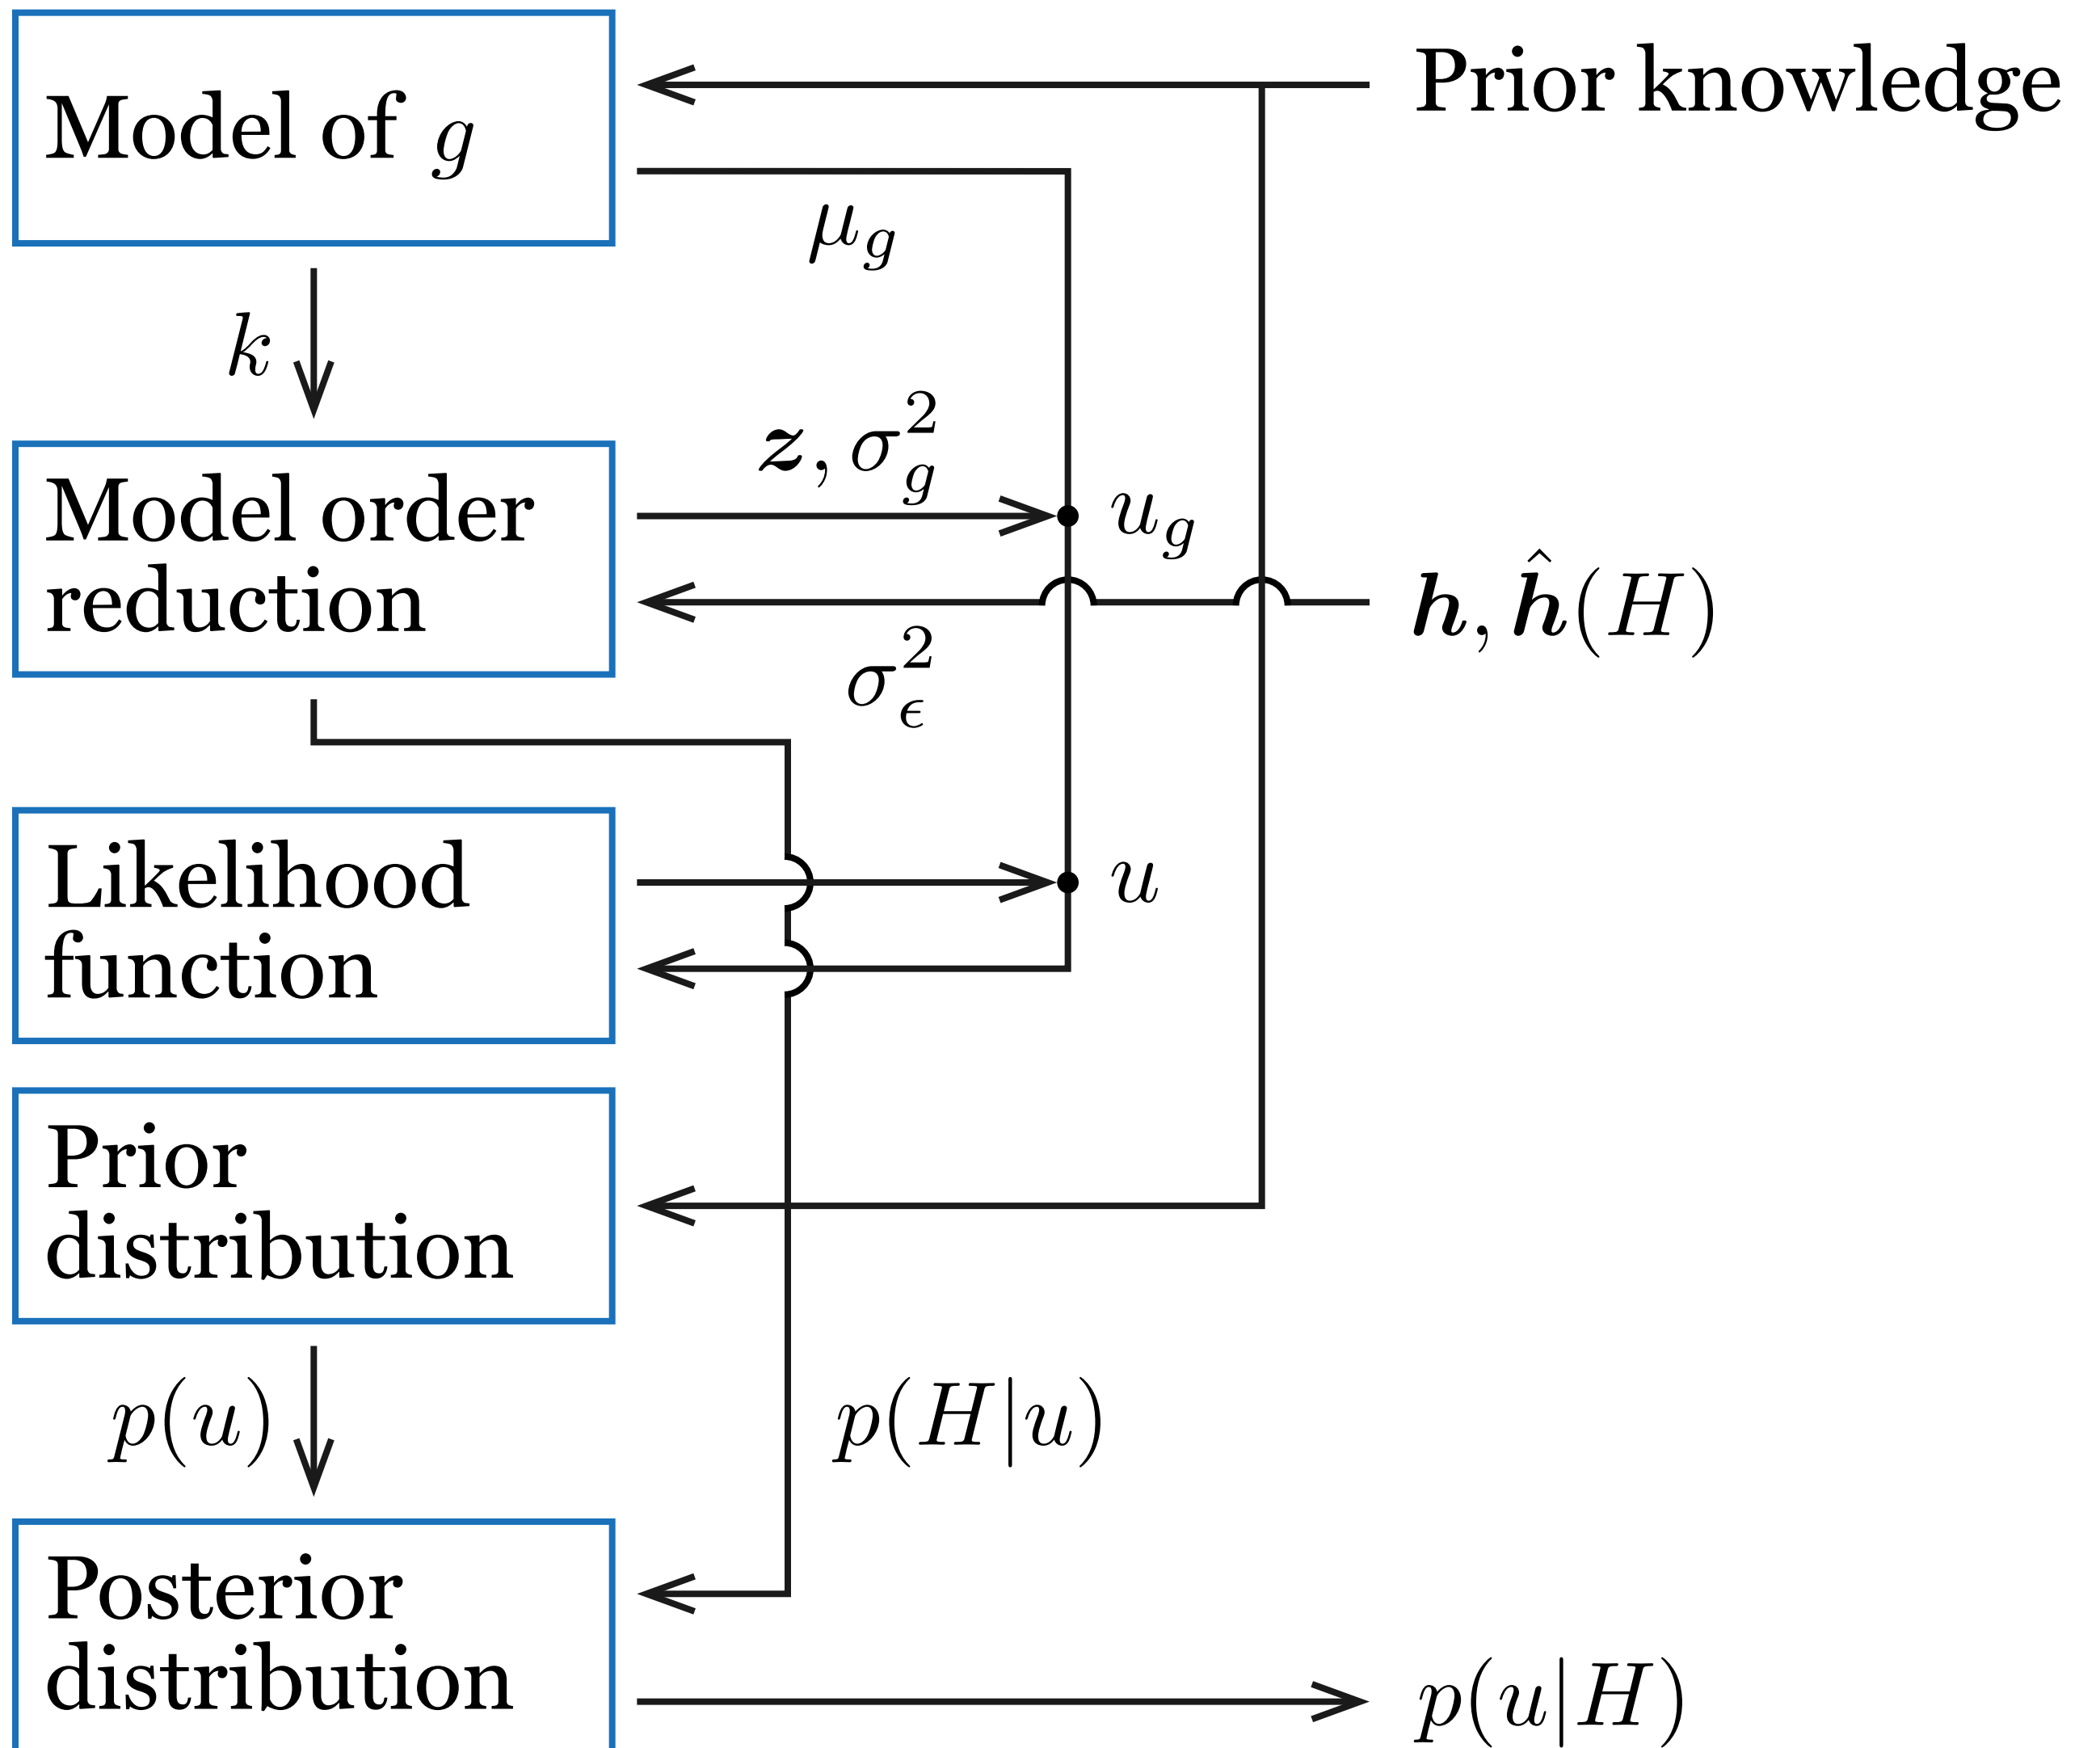 Model of g
Prior knowledge
μ_g
k
z, σ_g^2
u_g
Model order
reduction
h, ĥ(H)
σ_ϵ^2
Likelihood
function
u
Prior
distribution
p(u)
p(H|u)
Posterior
distribution
p(u|H)